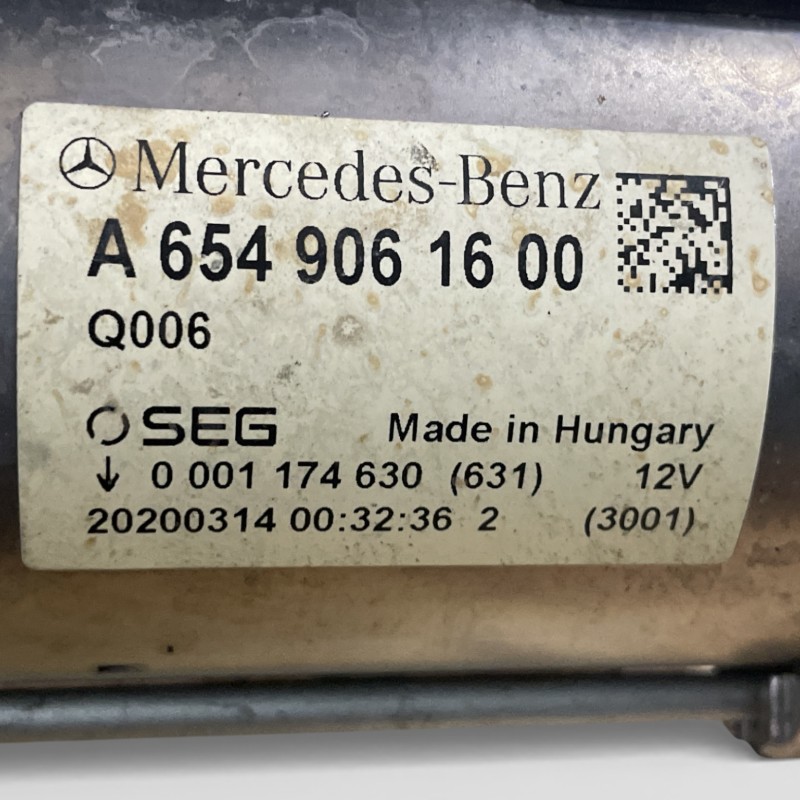 Mercedes-Benz
A 654 906 16 00
Q006
SEG Made in Hungary
↓ 0 001 174 630 (631) 12V
20200314 00:32:36 2 (3001)